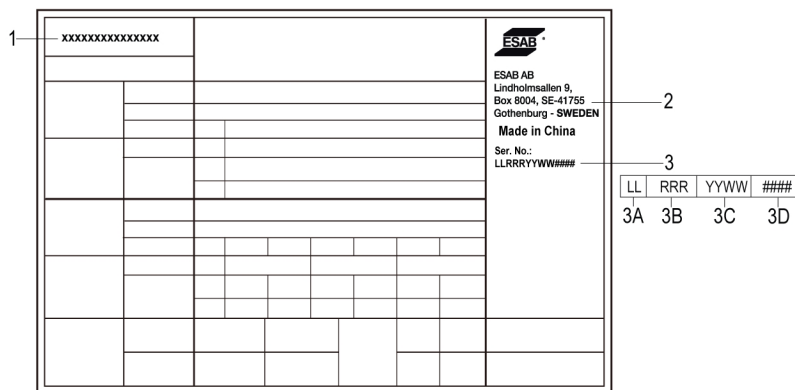 1
xxxxxxxxxxxxxxx
ESAB
ESAB AB
Lindholmsallen 9,
Box 8004, SE-41755
Gothenburg - SWEDEN
2
Made in China
Ser. No.:
LLRRRYYWW####
3
LL RRR YYWW ####
3A 3B 3C 3D